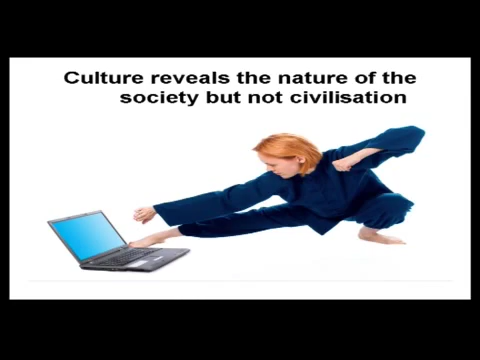 Culture reveals the nature of the
society but not civilisation